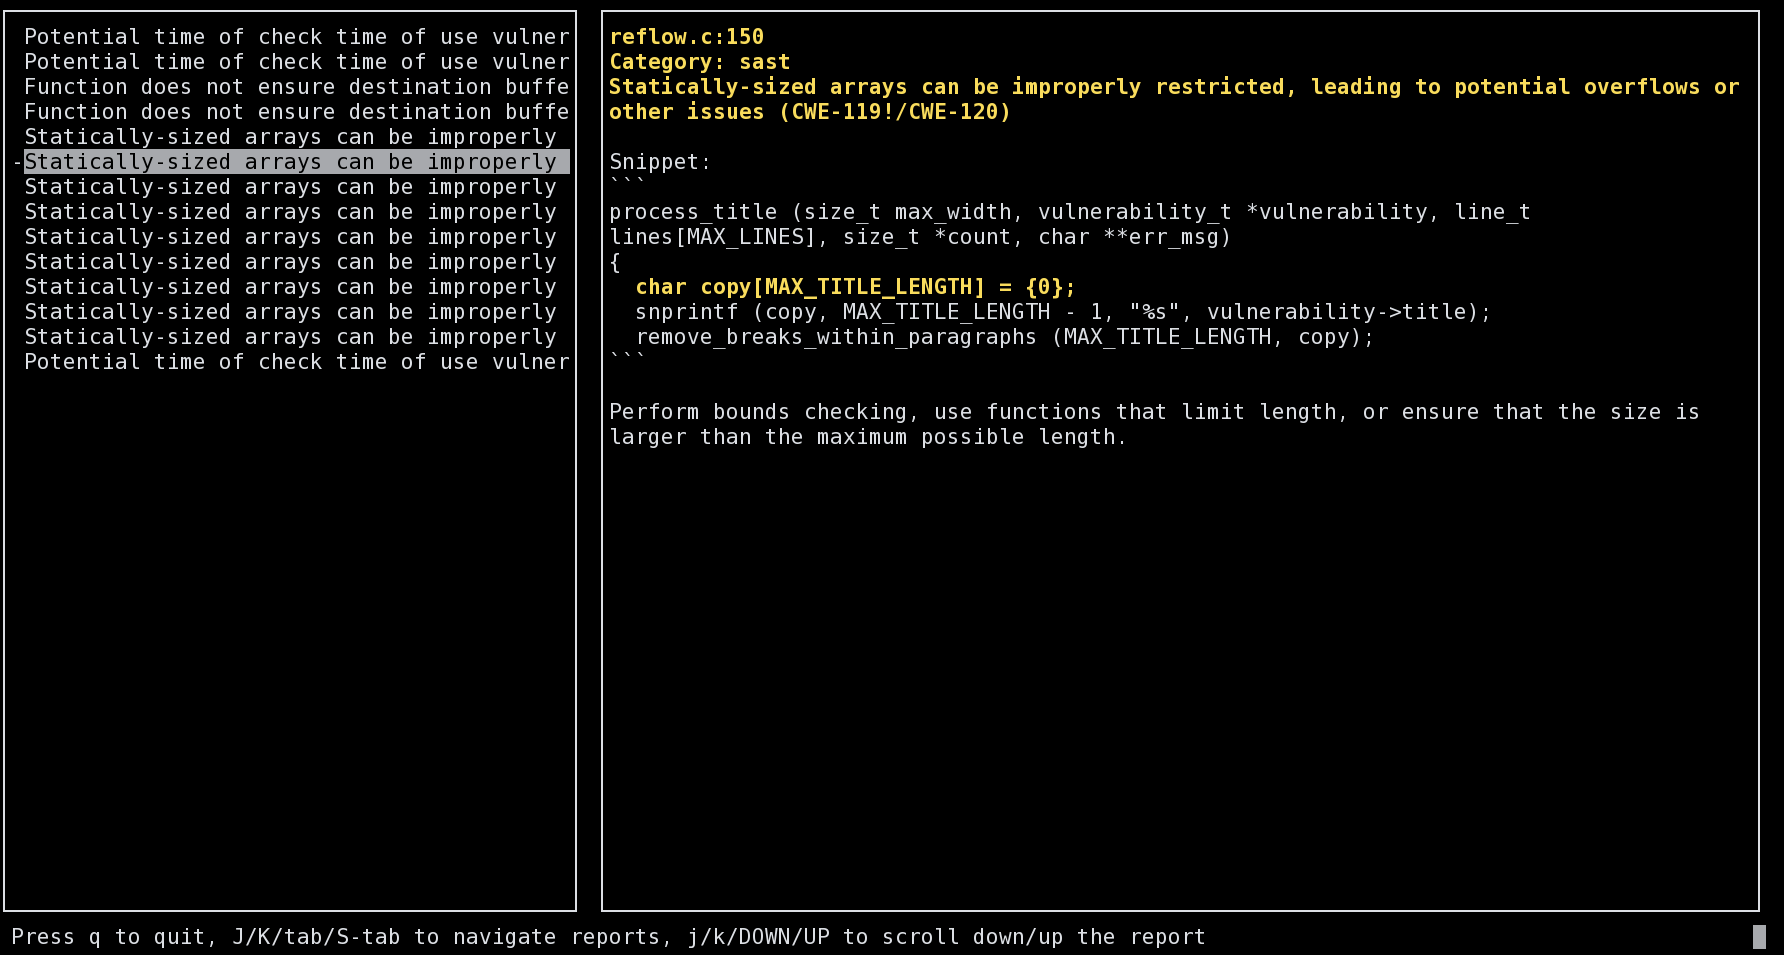 Potential time of check time of use vulner
Potential time of check time of use vulner
Function does not ensure destination buffe
Function does not ensure destination buffe
Statically-sized arrays can be improperly
-Statically-sized arrays can be improperly
Statically-sized arrays can be improperly
Statically-sized arrays can be improperly
Statically-sized arrays can be improperly
Statically-sized arrays can be improperly
Statically-sized arrays can be improperly
Statically-sized arrays can be improperly
Statically-sized arrays can be improperly
Potential time of check time of use vulner
reflow.c:150
Category: sast
Statically-sized arrays can be improperly restricted, leading to potential overflows or
other issues (CWE-119!/CWE-120)
Snippet:
```
process_title (size_t max_width, vulnerability_t *vulnerability, line_t
lines[MAX_LINES], size_t *count, char **err_msg)
{
  char copy[MAX_TITLE_LENGTH] = {0};
  snprintf (copy, MAX_TITLE_LENGTH - 1, "%s", vulnerability->title);
  remove_breaks_within_paragraphs (MAX_TITLE_LENGTH, copy);
```
Perform bounds checking, use functions that limit length, or ensure that the size is
larger than the maximum possible length.
Press q to quit, J/K/tab/S-tab to navigate reports, j/k/DOWN/UP to scroll down/up the report